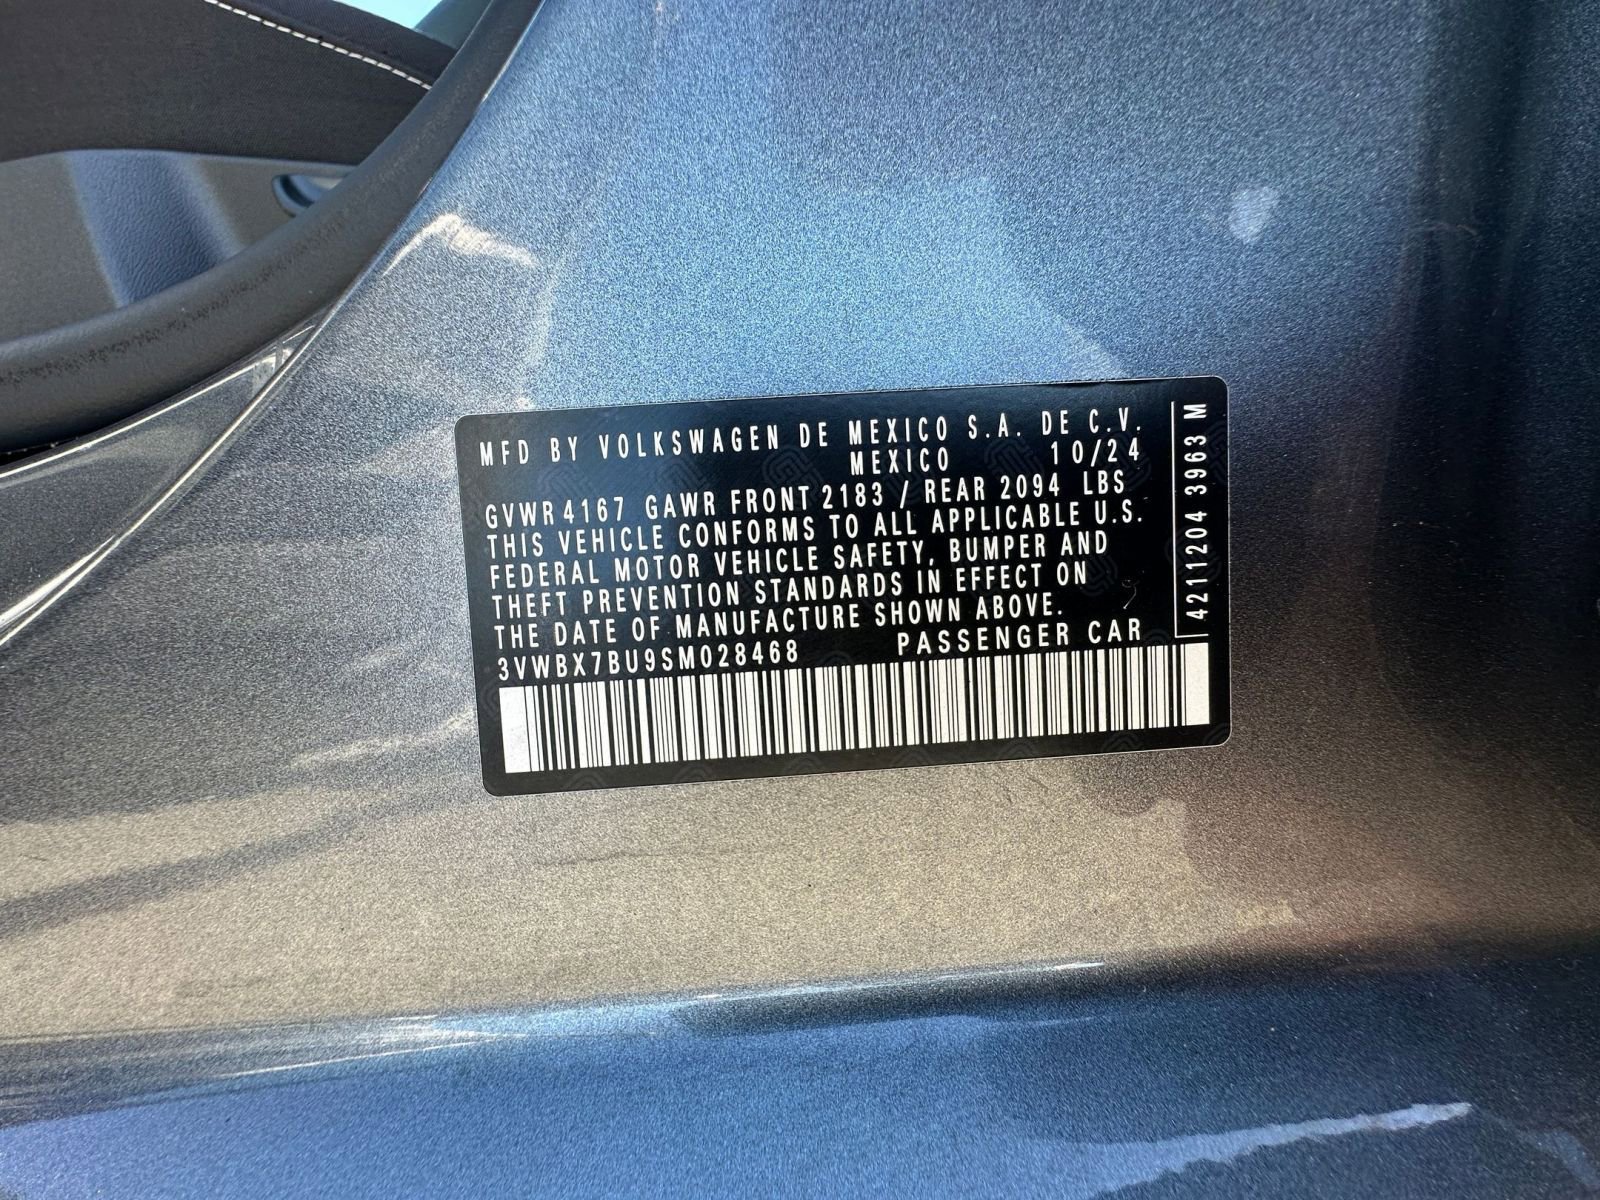 MFD BY VOLKSWAGEN DE MEXICO S.A. DE C.V.
MEXICO 10/24
GVWR 4167 GAWR FRONT 2183 / REAR 2094 LBS
THIS VEHICLE CONFORMS TO ALL APPLICABLE U.S.
FEDERAL MOTOR VEHICLE SAFETY, BUMPER AND
THEFT PREVENTION STANDARDS IN EFFECT ON
THE DATE OF MANUFACTURE SHOWN ABOVE.
3VWBX7BU9SM028468 PASSENGER CAR
4211204 3963 M